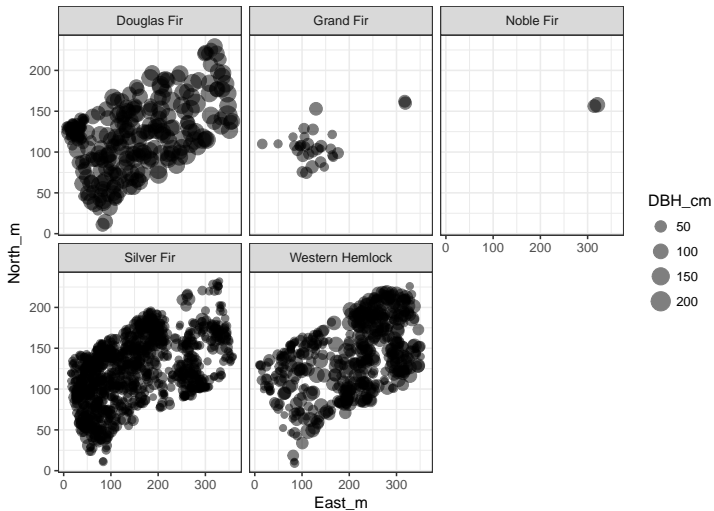 Douglas Fir Grand Fir Noble Fir
200
150
100
50
0
0 100 200 300
Silver Fir Western Hemlock
200
150
100
50
0
0 100 200 300 0 100 200 300
North_m
East_m
DBH_cm
50
100
150
200